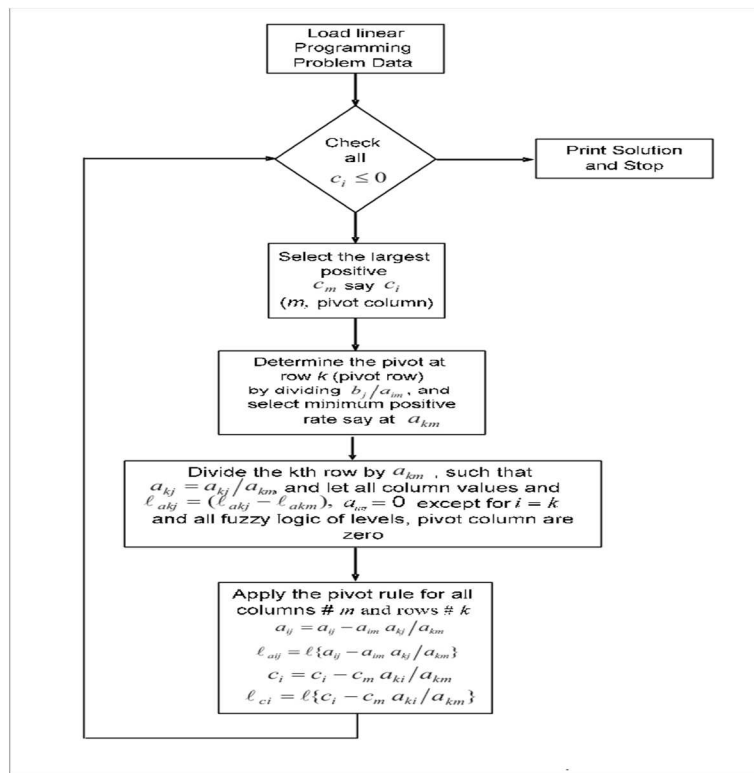 Load linear
Programming
Problem Data
Check
all
c_i ≤ 0
Print Solution
and Stop
Select the largest
positive
c_m say c_i
(m, pivot column)
Determine the pivot at
row k (pivot row)
by dividing b_j/a_im, and
select minimum positive
rate say at a_km
Divide the kth row by a_km , such that
a_kj = a_kj/a_km, and let all column values and
ℓ_akj = (ℓ_akj − ℓ_akm), = 0 except for i = k
and all fuzzy logic of levels, pivot column are
zero
Apply the pivot rule for all
columns # m and rows # k
a_ij = a_ij − a_im a_kj/a_km
ℓ_aij = ℓ{a_ij − a_im a_kj/a_km}
c_i = c_i − c_m a_ki/a_km
ℓ_ci = ℓ{c_i − c_m a_ki/a_km}